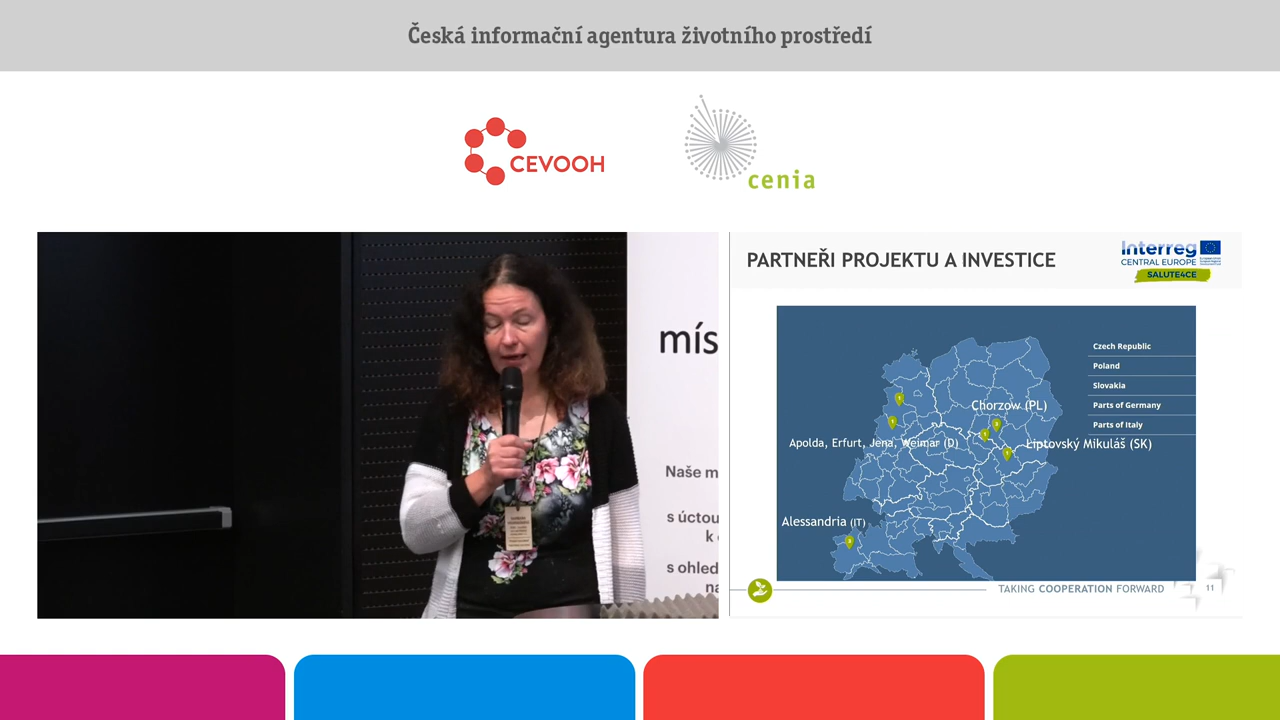 Česká informační agentura životního prostředí
CEVOOH
cenia
mís
Naše m
s úctou
k
s ohled
na
PARTNEŘI PROJEKTU A INVESTICE
Interreg
CENTRAL EUROPE
SALUTE4CE
Czech Republic
Poland
Slovakia
Parts of Germany
Parts of Italy
Chorzow (PL)
Apolda, Erfurt, Jena, Weimar (D)
Liptovský Mikuláš (SK)
Alessandria (IT)
TAKING COOPERATION FORWARD
11